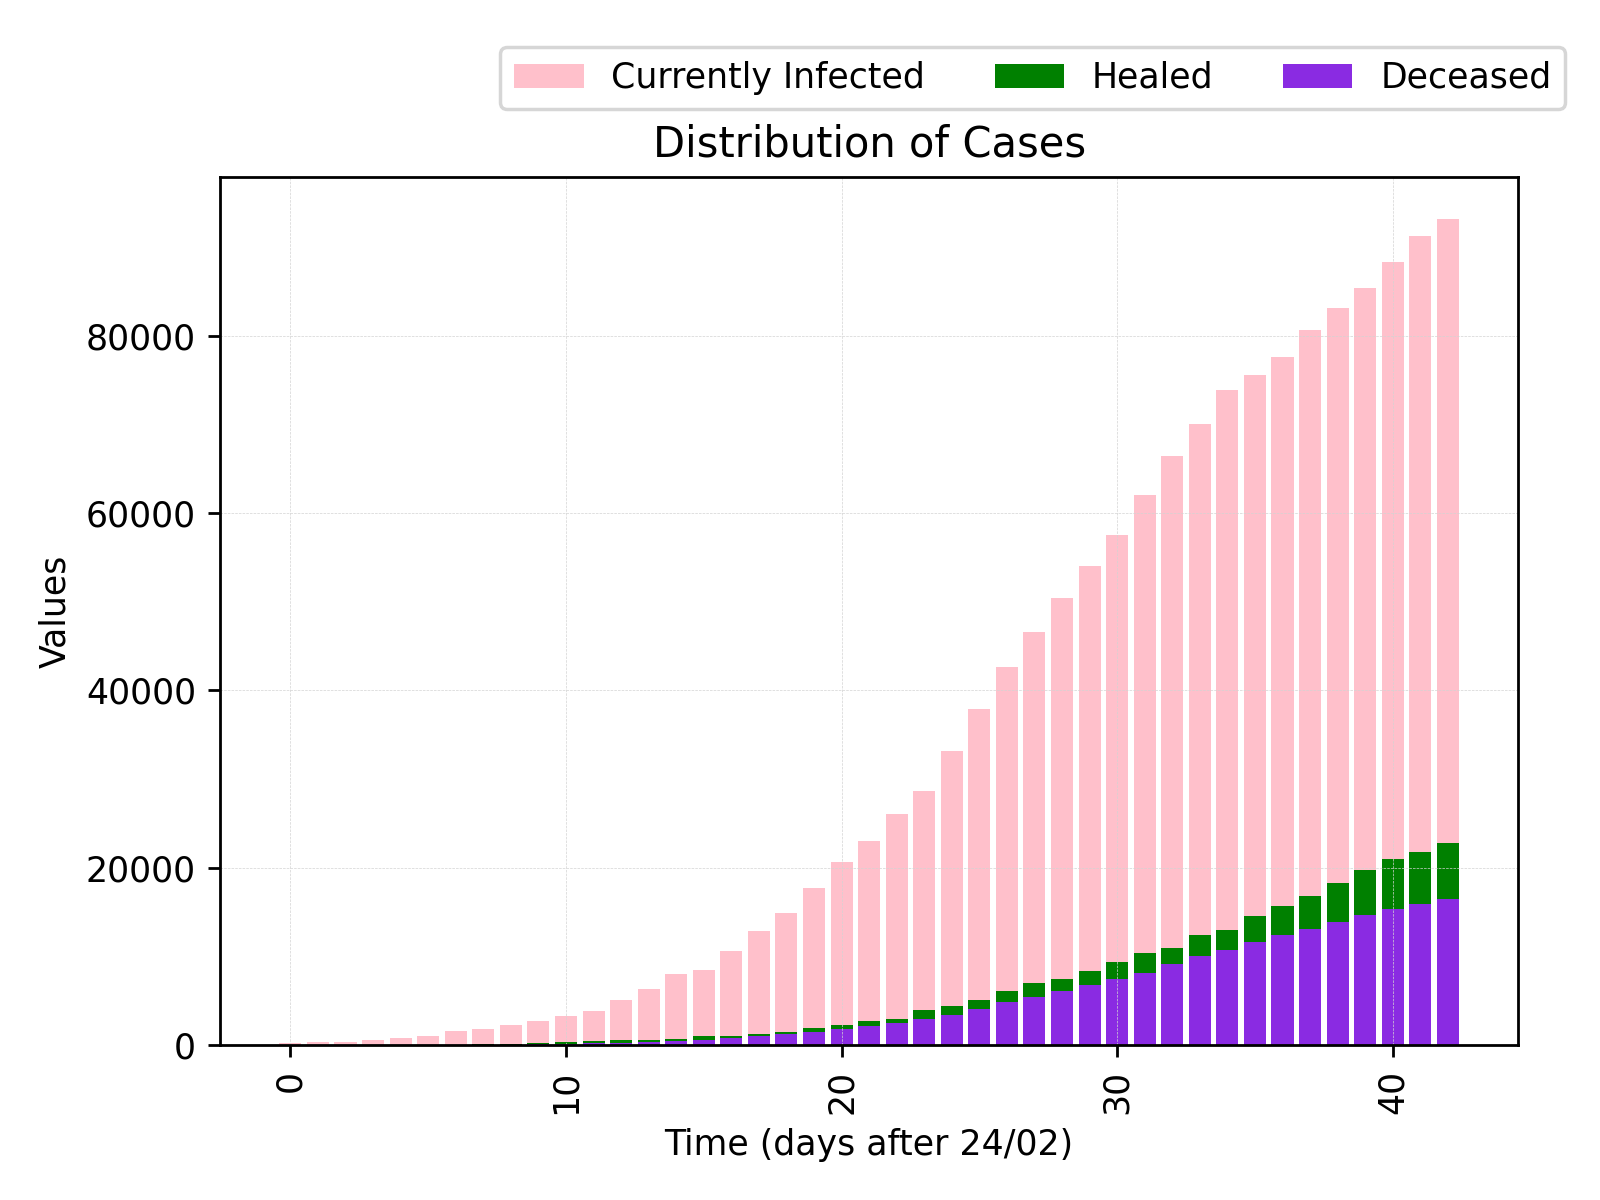 Currently Infected Healed Deceased
Distribution of Cases
Values
80000
60000
40000
20000
0
0 10 20 30 40
Time (days after 24/02)